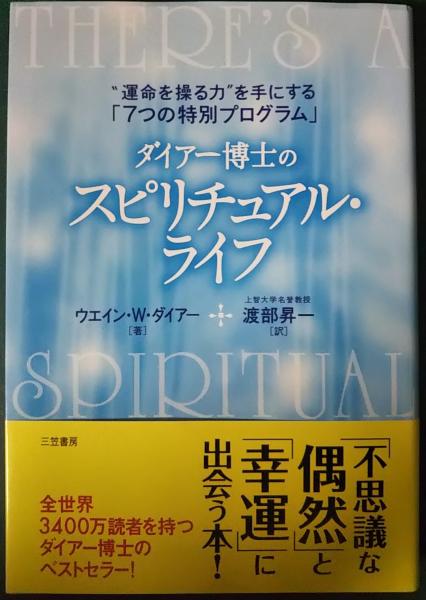 THERE'S A
“運命を操る力”を手にする
「7つの特別プログラム」
ダイアー博士の
スピリチュアル・
ライフ
ウエイン・W・ダイアー
[著]
上智大学名誉教授
渡部昇一
[訳]
SPIRITUAL
三笠書房
「不思議な
偶然」と
「幸運」に
出会う本!
全世界
3400万読者を持つ
ダイアー博士の
ベストセラー!